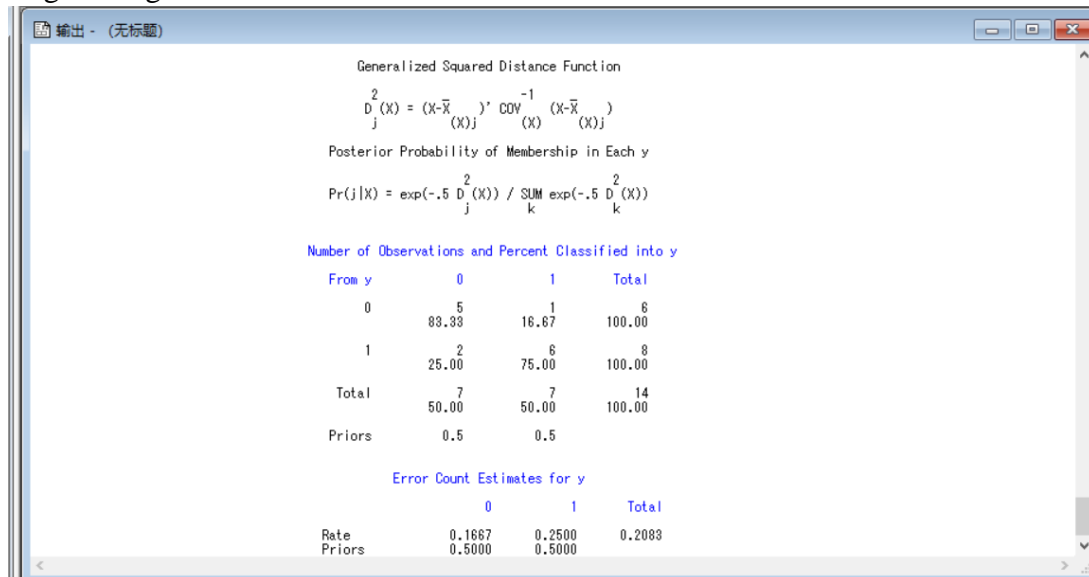 输出 - (无标题)
Generalized Squared Distance Function
2 -1
D (X) = (X-X̅ )' COV (X-X̅ )
j (X)j (X) (X)j
Posterior Probability of Membership in Each y
2 2
Pr(j|X) = exp(-.5 D (X)) / SUM exp(-.5 D (X))
j k k
Number of Observations and Percent Classified into y
From y 0 1 Total
0 5 1 6
83.33 16.67 100.00
1 2 6 8
25.00 75.00 100.00
Total 7 7 14
50.00 50.00 100.00
Priors 0.5 0.5
Error Count Estimates for y
0 1 Total
Rate 0.1667 0.2500 0.2083
Priors 0.5000 0.5000